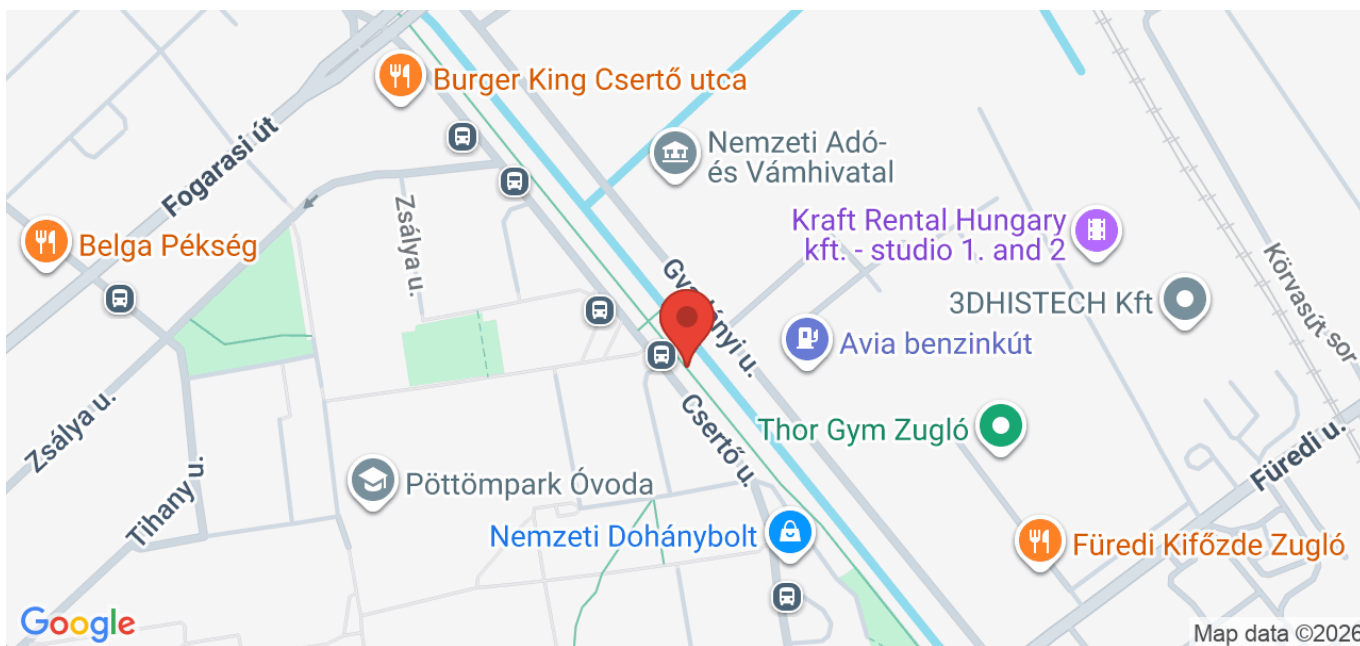 Burger King Csertő utca
Nemzeti Adó-
és Vámhivatal
Fogarasi út
Zsálya u.
Belga Pékség
Kraft Rental Hungary
kft. - studio 1. and 2
Körvasút sor
3DHISTECH Kft
Avia benzinkút
Zsálya u.
Csertő u.
Thor Gym Zugló
Füredi u.
Tihany u.
Pöttömpark Óvoda
Nemzeti Dohánybolt
Füredi Kifőzde Zugló
Google
Map data ©2026